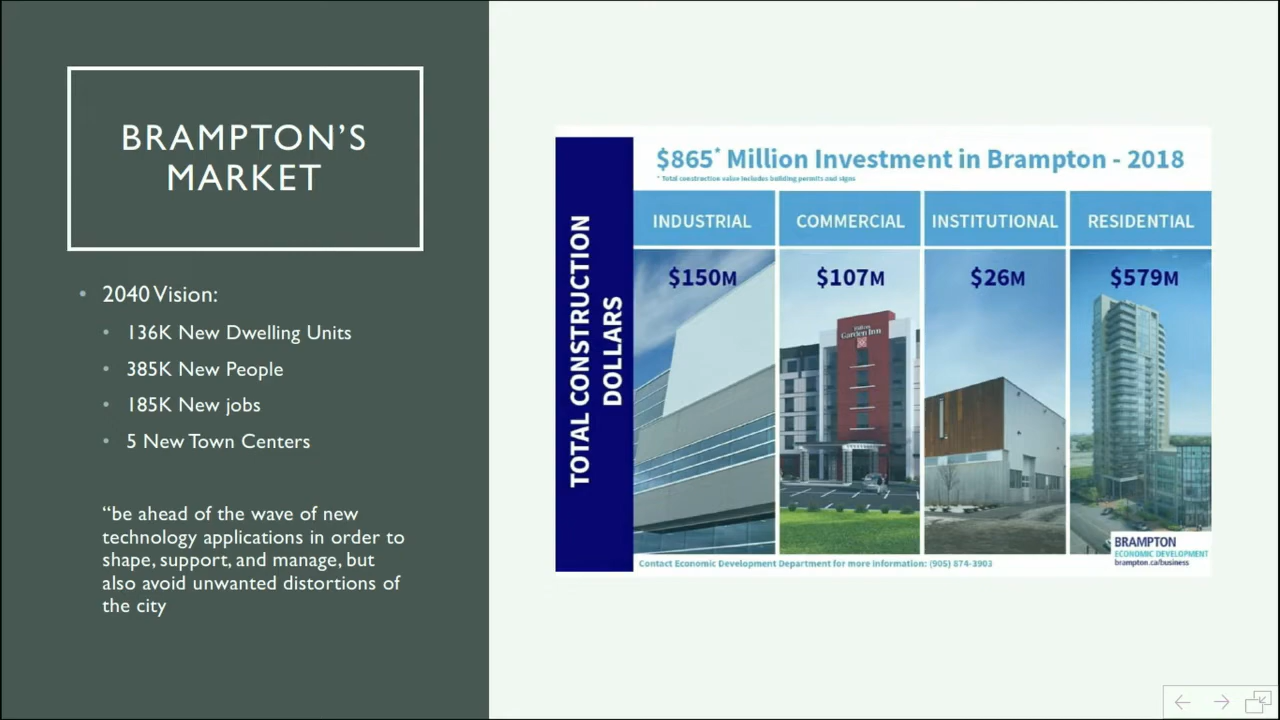 BRAMPTON'S
MARKET
• 2040 Vision:
• 136K New Dwelling Units
• 385K New People
• 185K New jobs
• 5 New Town Centers
“be ahead of the wave of new
technology applications in order to
shape, support, and manage, but
also avoid unwanted distortions of
the city
TOTAL CONSTRUCTION
DOLLARS
$865* Million Investment in Brampton - 2018
* Total construction value includes building permits and signs
INDUSTRIAL COMMERCIAL INSTITUTIONAL RESIDENTIAL
$150M $107M $26M $579M
Hilton
Garden Inn
BRAMPTON
ECONOMIC DEVELOPMENT
brampton.ca/business
Contact Economic Development Department for more information: (905) 874-3903